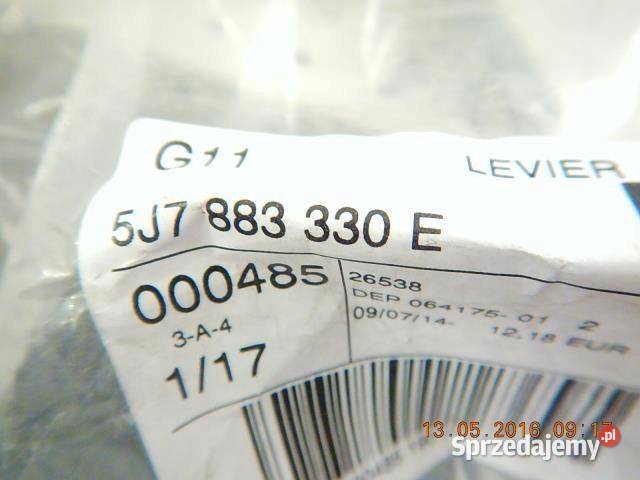 G11 LEVIER
5J7 883 330 E
000485
3-A-4
1/17
26538
DEP 064175- 01 2
09/07/14- 12,18 EUR
13.05.2016 09:17
Sprzedajemy.pl